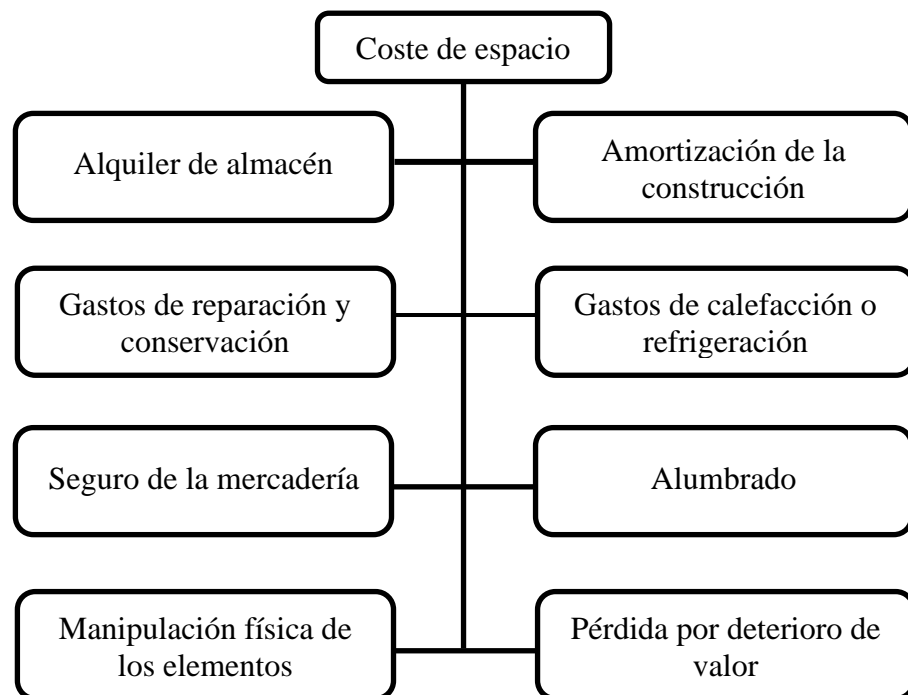 Coste de espacio
Alquiler de almacén
Amortización de la
construcción
Gastos de reparación y
conservación
Gastos de calefacción o
refrigeración
Seguro de la mercadería
Alumbrado
Manipulación física de
los elementos
Pérdida por deterioro de
valor